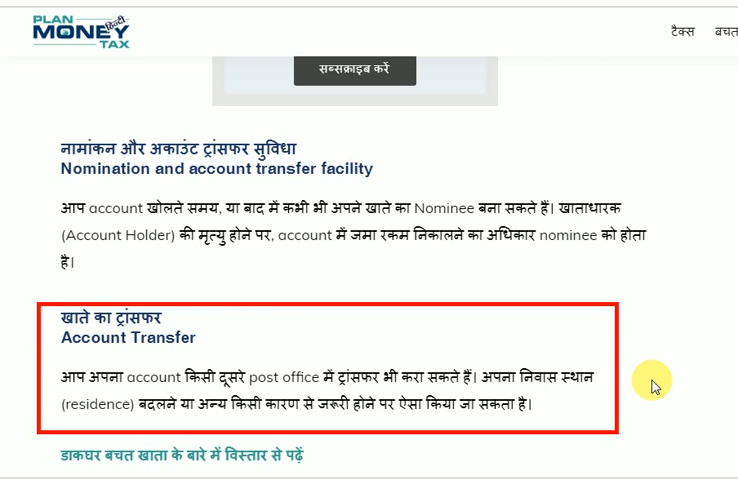 PLAN
MONEY हिन्दी
TAX
टैक्स बचत
सब्सक्राइब करें
नामांकन और अकाउंट ट्रांसफर सुविधा
Nomination and account transfer facility
आप account खोलते समय, या बाद में कभी भी अपने खाते का Nominee बना सकते हैं। खाताधारक
(Account Holder) की मृत्यु होने पर, account में जमा रकम निकालने का अधिकार nominee को होता
है।
खाते का ट्रांसफर
Account Transfer
आप अपना account किसी दूसरे post office में ट्रांसफर भी करा सकते हैं। अपना निवास स्थान
(residence) बदलने या अन्य किसी कारण से जरूरी होने पर ऐसा किया जा सकता है।
डाकघर बचत खाता के बारे में विस्तार से पढ़ें